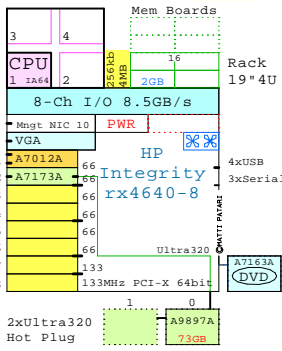 Mem Boards
3
4
CPU
1 IA64
2
256kb
4MB
16
2GB
Rack
19"4U
8-Ch I/O 8.5GB/s
Mngt NIC 10
PWR
VGA
A7012A
A7173A
HP
Integrity
rx4640-8
66
66
66
66
66
66
133
133MHz PCI-X 64bit
Ultra320
4xUSB
3xSerial
©MATTI PATARI
A7163A
DVD
1
0
2xUltra320
Hot Plug
A9897A
73GB